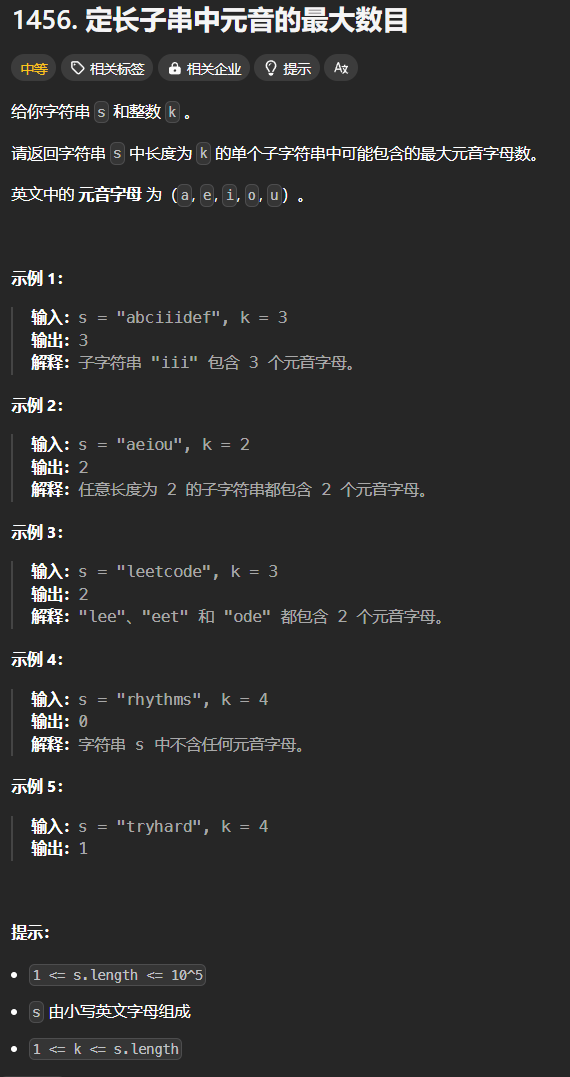 1456. 定长子串中元音的最大数目
中等 相关标签 相关企业 提示 A文
给你字符串 s 和整数 k 。
请返回字符串 s 中长度为 k 的单个子字符串中可能包含的最大元音字母数。
英文中的 元音字母 为（a, e, i, o, u）。
示例 1：
输入：s = "abciiidef", k = 3
输出：3
解释：子字符串 "iii" 包含 3 个元音字母。
示例 2：
输入：s = "aeiou", k = 2
输出：2
解释：任意长度为 2 的子字符串都包含 2 个元音字母。
示例 3：
输入：s = "leetcode", k = 3
输出：2
解释："lee"、"eet" 和 "ode" 都包含 2 个元音字母。
示例 4：
输入：s = "rhythms", k = 4
输出：0
解释：字符串 s 中不含任何元音字母。
示例 5：
输入：s = "tryhard", k = 4
输出：1
提示：
1 <= s.length <= 10^5
s 由小写英文字母组成
1 <= k <= s.length